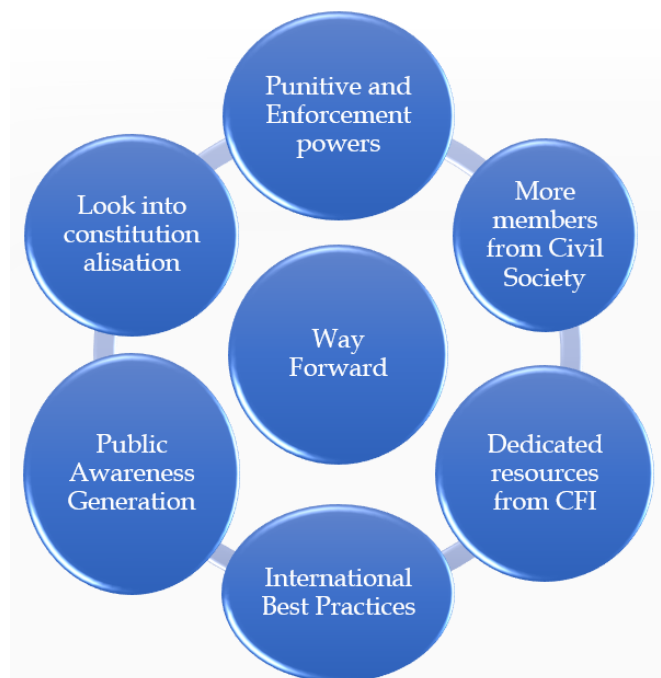 Punitive and
Enforcement
powers
More
members
from Civil
Society
Dedicated
resources
from CFI
International
Best Practices
Public
Awareness
Generation
Look into
constitution
alisation
Way
Forward